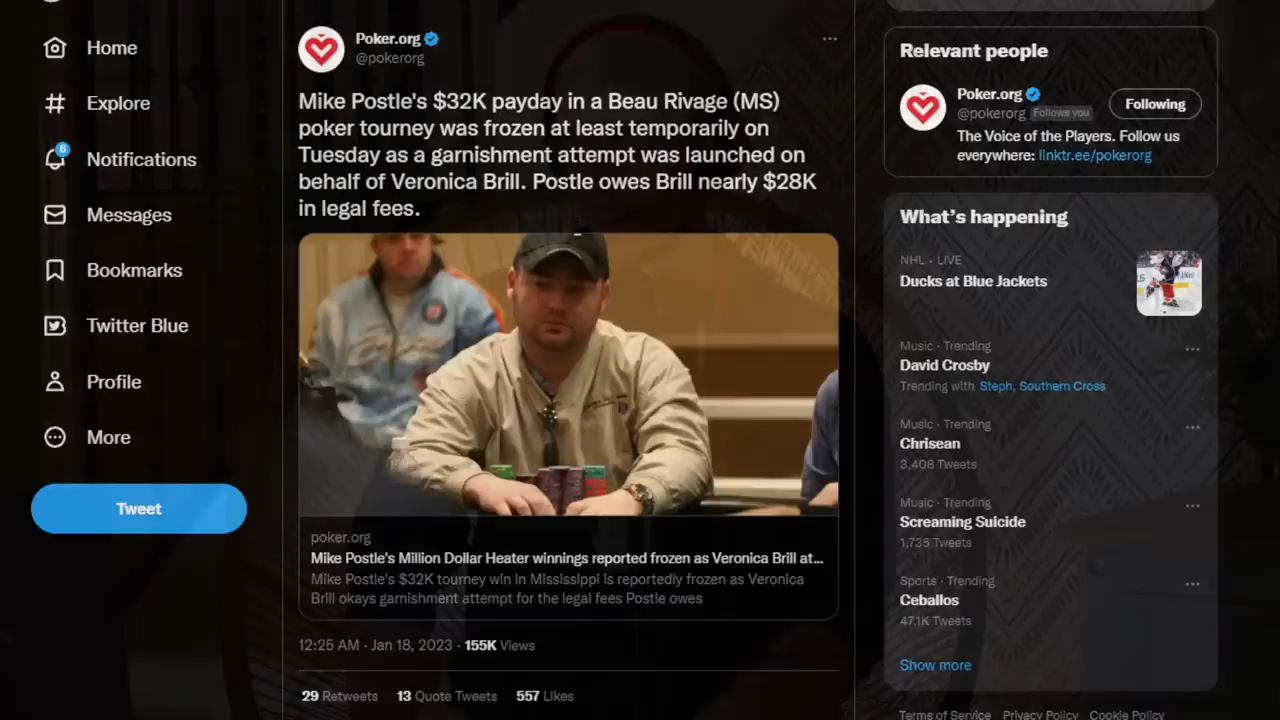 Home
Explore
6
Notifications
Messages
Bookmarks
Twitter Blue
Profile
More
Tweet
Poker.org
@pokerorg
Mike Postle's $32K payday in a Beau Rivage (MS)
poker tourney was frozen at least temporarily on
Tuesday as a garnishment attempt was launched on
behalf of Veronica Brill. Postle owes Brill nearly $28K
in legal fees.
poker.org
Mike Postle's Million Dollar Heater winnings reported frozen as Veronica Brill at...
Mike Postle's $32K tourney win in Mississippi is reportedly frozen as Veronica
Brill okays garnishment attempt for the legal fees Postle owes
12:25 AM · Jan 18, 2023 · 155K Views
29 Retweets 13 Quote Tweets 557 Likes
Relevant people
Poker.org
@pokerorg Follows you
Following
The Voice of the Players. Follow us
everywhere: linktr.ee/pokerorg
What's happening
NHL · LIVE
Ducks at Blue Jackets
Music · Trending
David Crosby
Trending with Steph, Southern Cross
Music · Trending
Chrisean
3,408 Tweets
Music · Trending
Screaming Suicide
1,735 Tweets
Sports · Trending
Ceballos
47.1K Tweets
Show more
Terms of Service Privacy Policy Cookie Policy